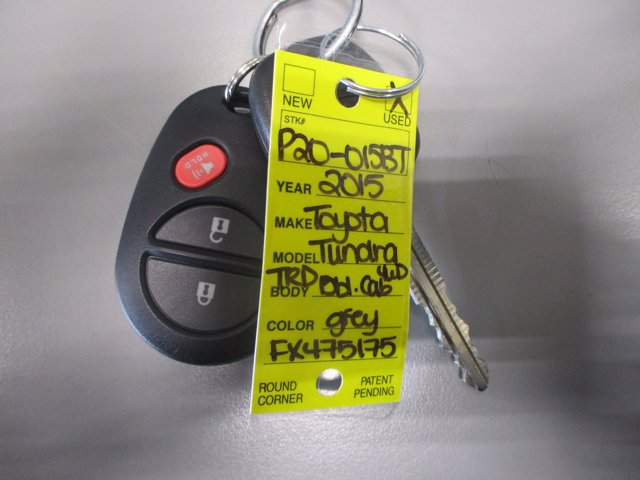 HOLD
NEW X USED
STK#
P20-015BT
YEAR 2015
MAKE Toyota
MODEL Tundra
TRD 4WD
BODY Dbl. Cab
COLOR grey
FX475175
ROUND CORNER
PATENT PENDING